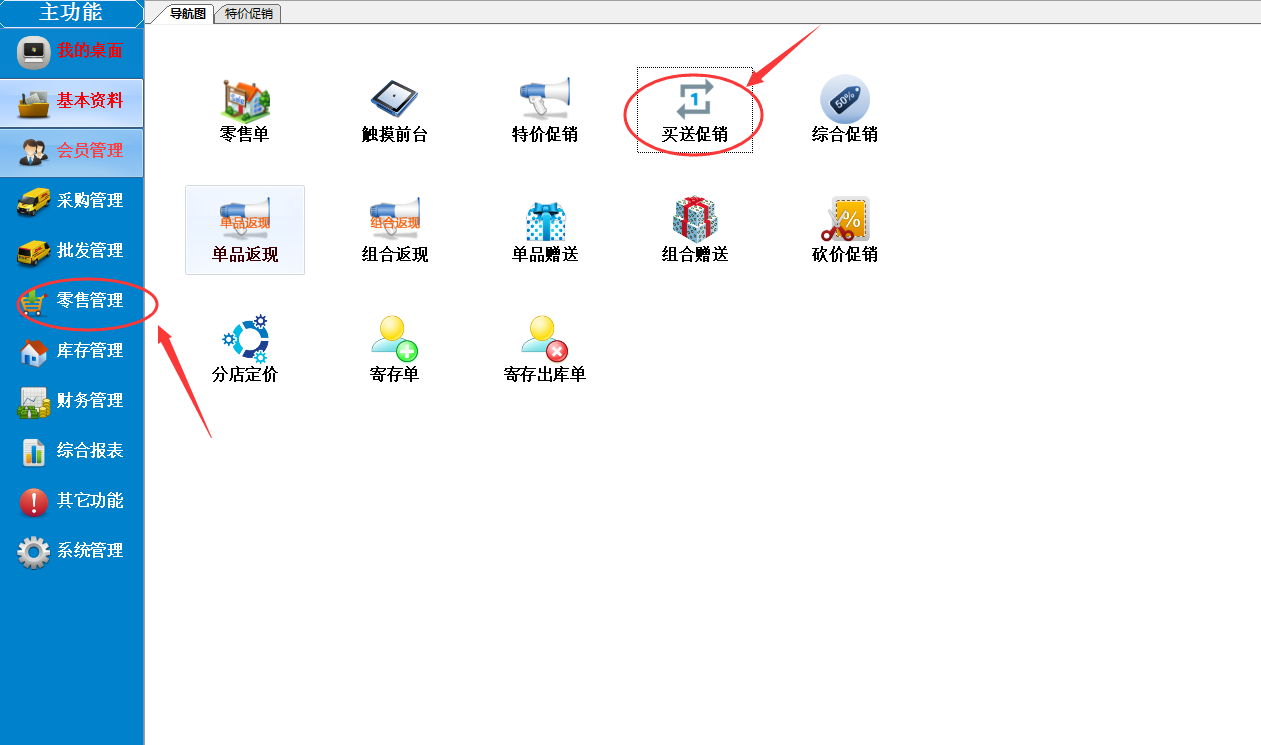 主功能
我的桌面
基本资料
会员管理
采购管理
批发管理
零售管理
库存管理
财务管理
综合报表
其它功能
系统管理
导航图 特价促销
零售单 触摸前台 特价促销 1 买送促销 50% 综合促销
单品返现 单品返现 组合返现 组合返现 单品赠送 组合赠送 % 砍价促销
分店定价 寄存单 寄存出库单